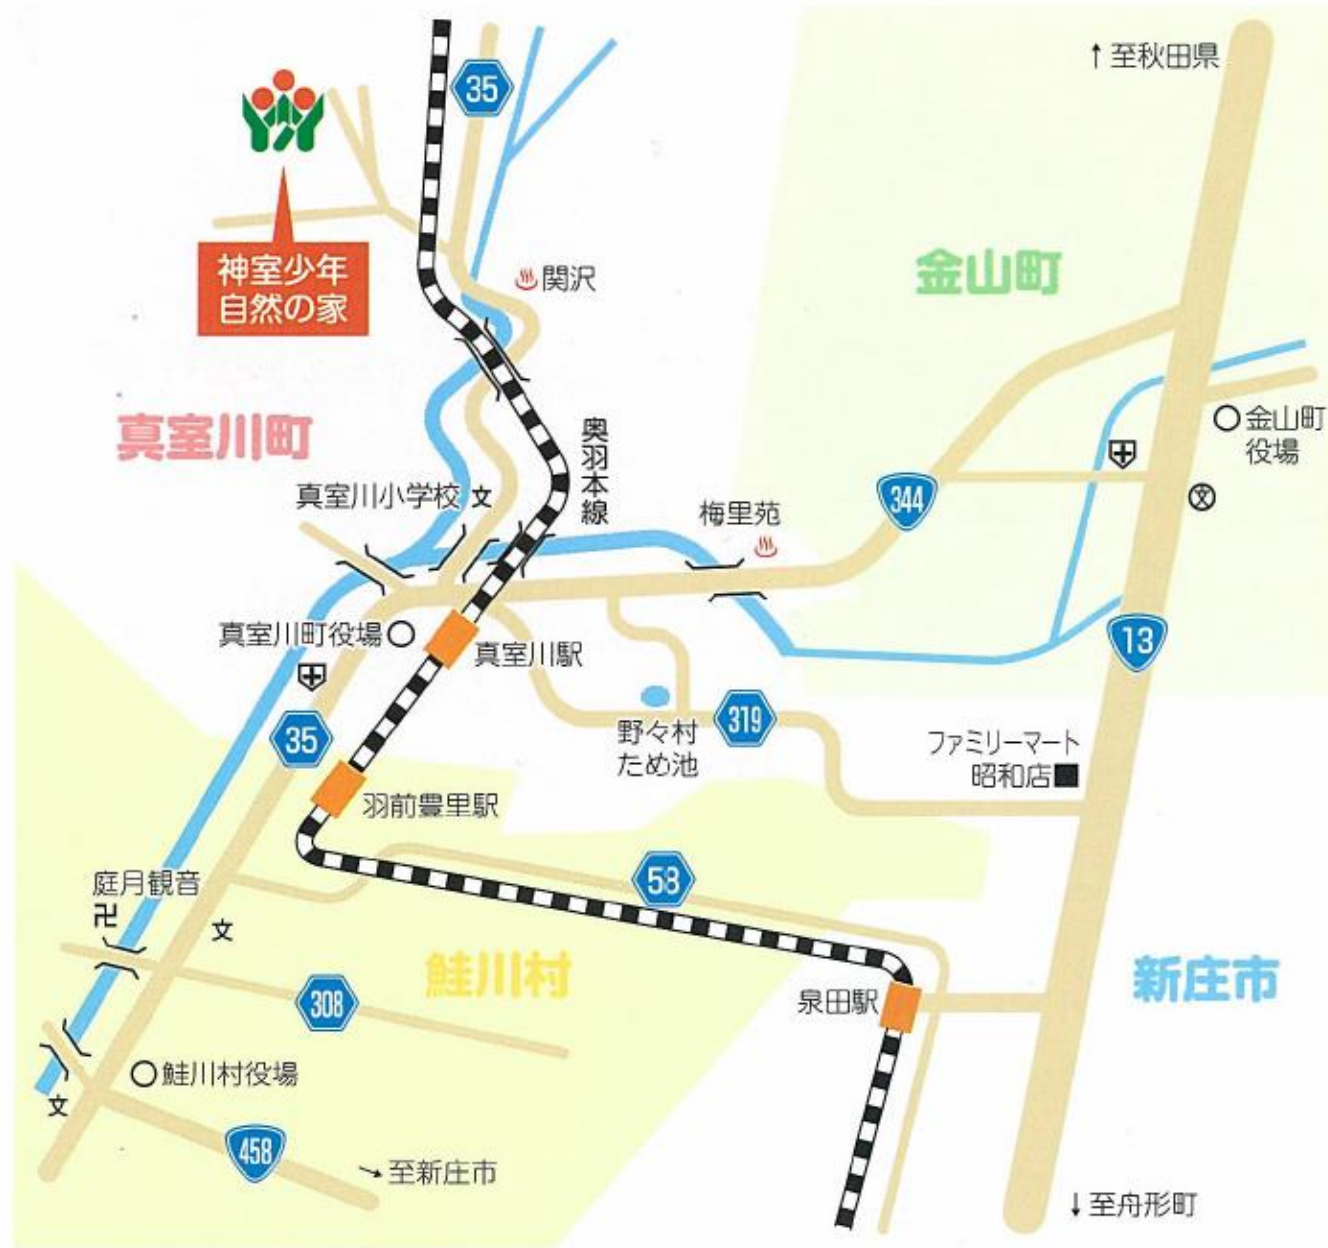 ↑至秋田県
35
神室少年
自然の家
関沢
金山町
真室川町
奥羽本線
金山町
役場
真室川小学校
文
344
梅里苑
文
真室川町役場
真室川駅
13
35
319
野々村
ため池
ファミリーマート
昭和店
羽前豊里駅
58
庭月観音
卍
文
鮭川村
新庄市
308
泉田駅
鮭川村役場
文
458
→至新庄市
↓至舟形町